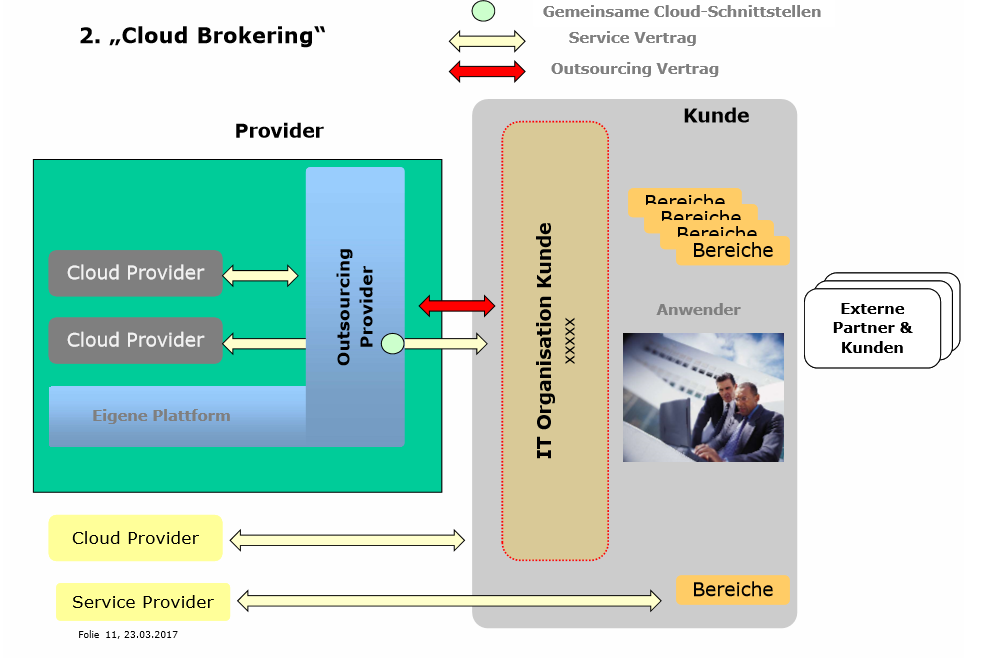 2. „Cloud Brokering“
Gemeinsame Cloud-Schnittstellen
Service Vertrag
Outsourcing Vertrag
Provider
Kunde
Cloud Provider
Cloud Provider
Eigene Plattform
Outsourcing
Provider
IT Organisation Kunde
xxxxx
Bereiche
Bereiche
Bereiche
Bereiche
Anwender
Externe
Partner &
Kunden
Cloud Provider
Service Provider
Bereiche
Folie 11, 23.03.2017